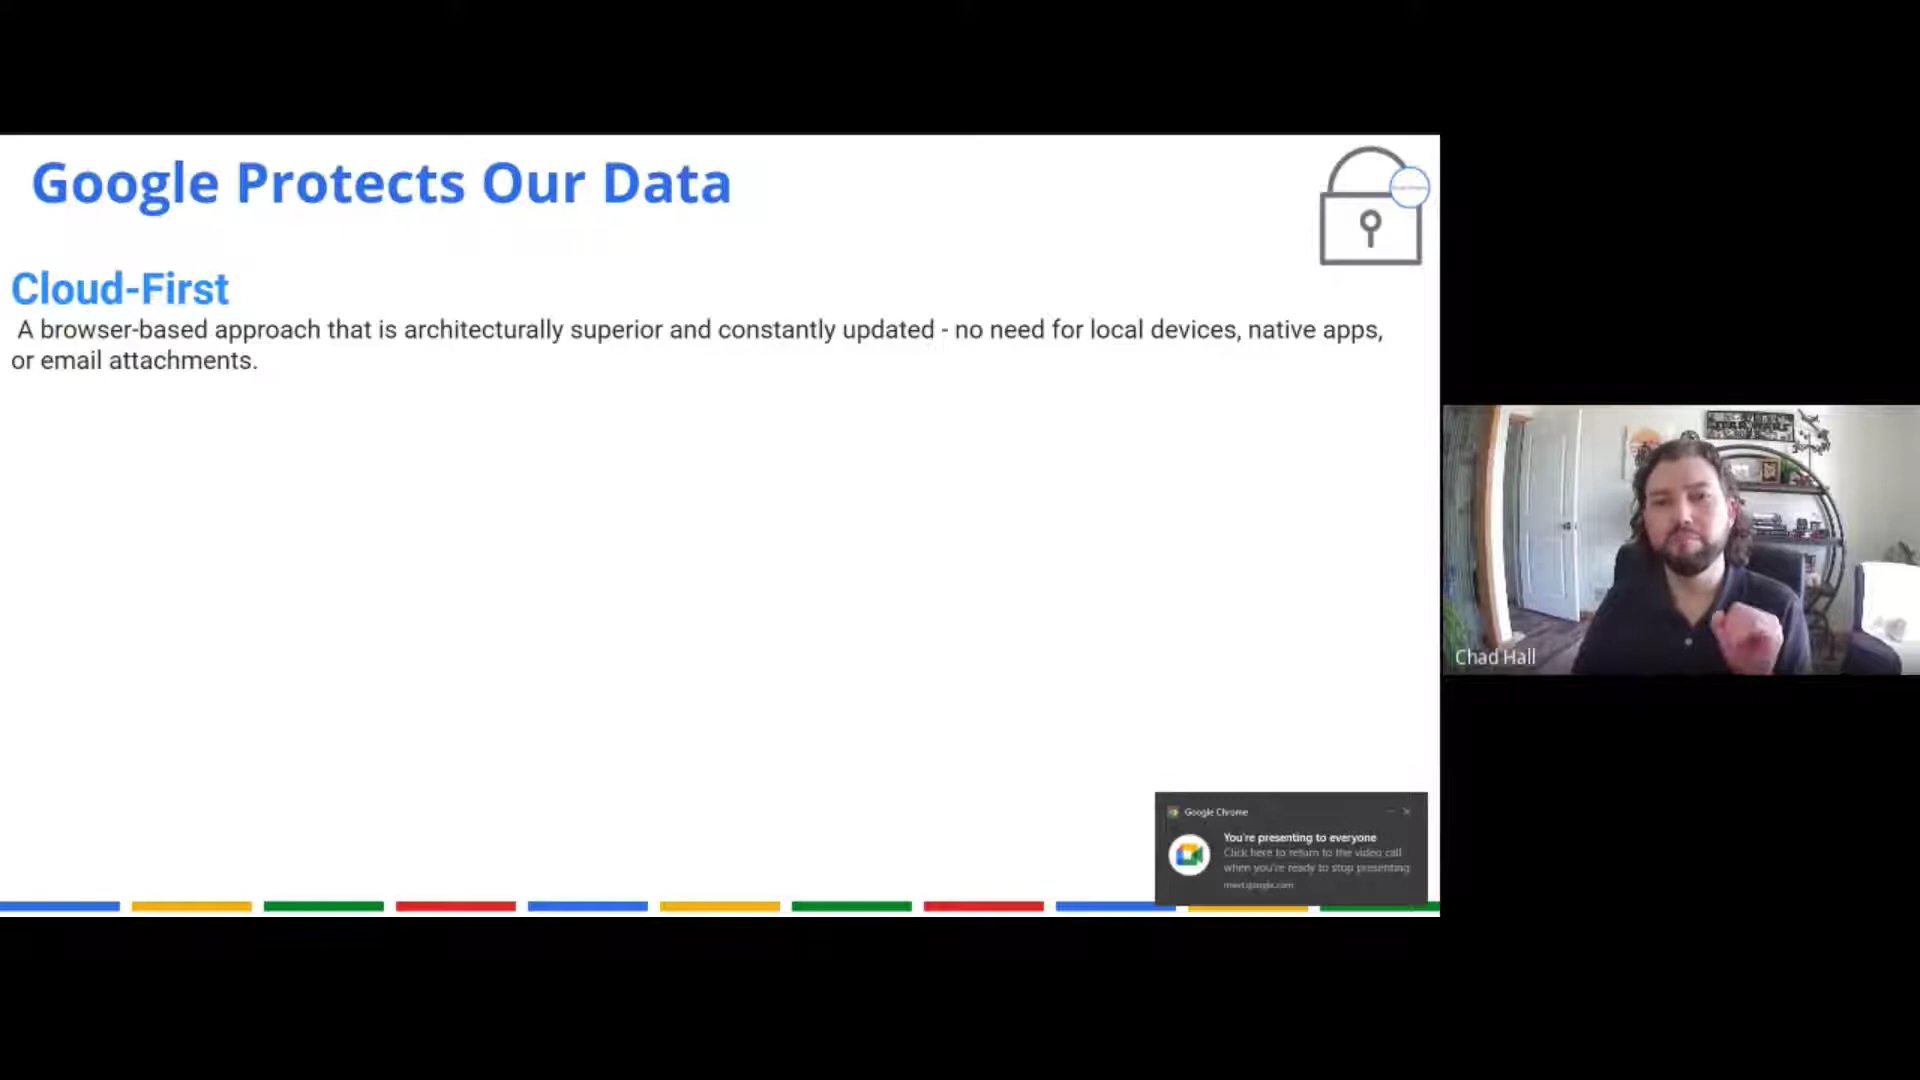 Google Protects Our Data
Cloud-First
A browser-based approach that is architecturally superior and constantly updated - no need for local devices, native apps,
or email attachments.
Chad Hall
Google Chrome
You're presenting to everyone
Click here to return to the video call
when you're ready to stop presenting
meet.google.com